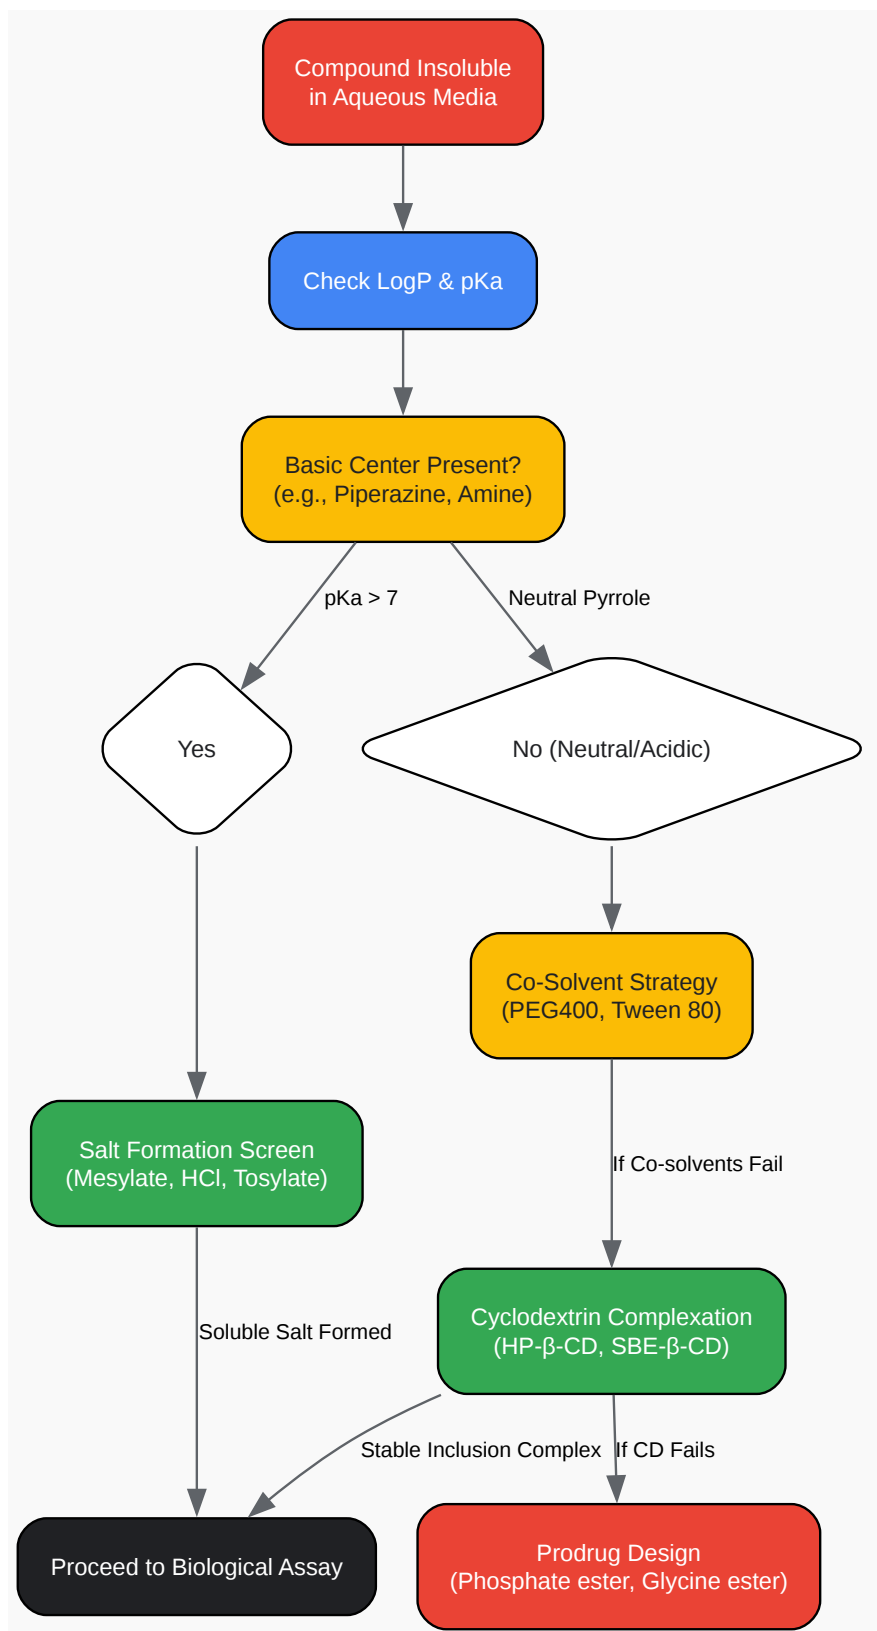 Compound Insoluble
in Aqueous Media
Check LogP & pKa
Basic Center Present?
(e.g., Piperazine, Amine)
pKa > 7
Neutral Pyrrole
Yes
No (Neutral/Acidic)
Co-Solvent Strategy
(PEG400, Tween 80)
Salt Formation Screen
(Mesylate, HCl, Tosylate)
If Co-solvents Fail
Soluble Salt Formed
Cyclodextrin Complexation
(HP-β-CD, SBE-β-CD)
Stable Inclusion Complex
If CD Fails
Proceed to Biological Assay
Prodrug Design
(Phosphate ester, Glycine ester)